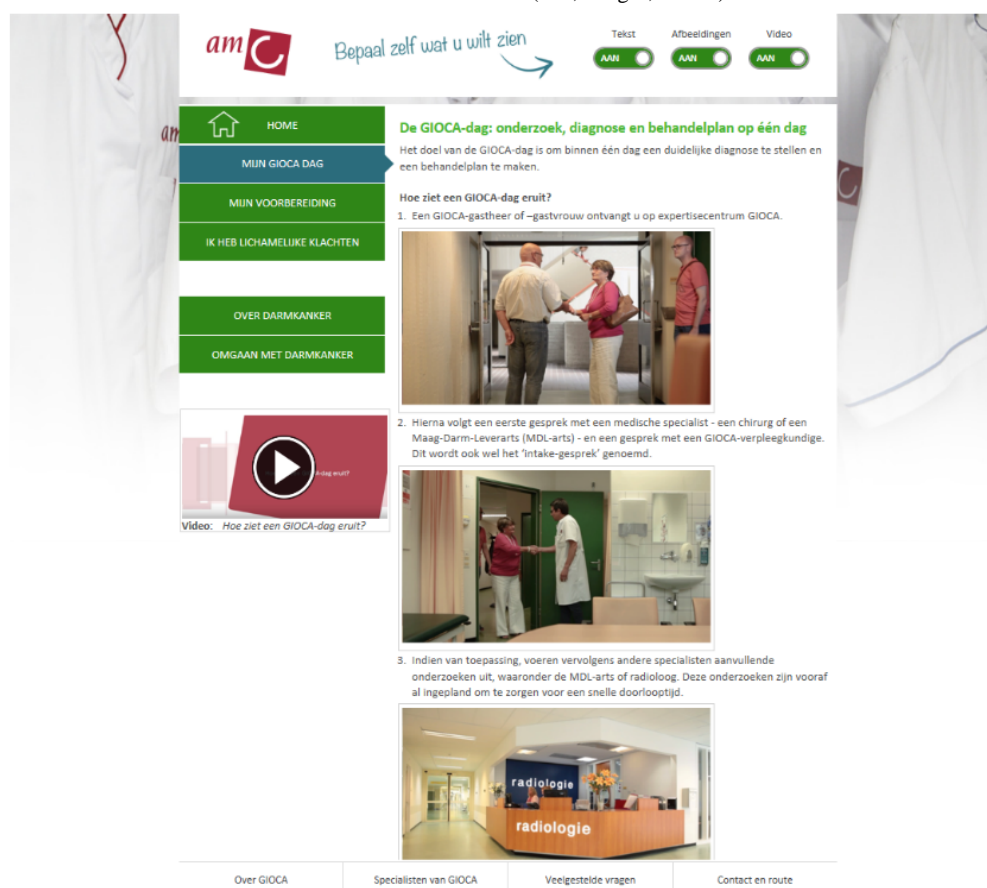 amC
Bepaal zelf wat u wilt zien
Tekst Afbeeldingen Video
AAN AAN AAN
HOME
MIJN GIOCA DAG
MIJN VOORBEREIDING
IK HEB LICHAMELIJKE KLACHTEN
OVER DARMKANKER
OMGAAN MET DARMKANKER
Video: Hoe ziet een GIOCA-dag eruit?
De GIOCA-dag: onderzoek, diagnose en behandelplan op één dag
Het doel van de GIOCA-dag is om binnen één dag een duidelijke diagnose te stellen en
een behandelplan te maken.
Hoe ziet een GIOCA-dag eruit?
1. Een GIOCA-gastheer of –gastvrouw ontvangt u op expertisecentrum GIOCA.
2. Hierna volgt een eerste gesprek met een medische specialist - een chirurg of een
Maag-Darm-Leverarts (MDL-arts) - en een gesprek met een GIOCA-verpleegkundige.
Dit wordt ook wel het ‘intake-gesprek’ genoemd.
3. Indien van toepassing, voeren vervolgens andere specialisten aanvullende
onderzoeken uit, waaronder de MDL-arts of radioloog. Deze onderzoeken zijn vooraf
al ingepland om te zorgen voor een snelle doorlooptijd.
radiologie
radiologie
Over GIOCA Specialisten van GIOCA Veelgestelde vragen Contact en route